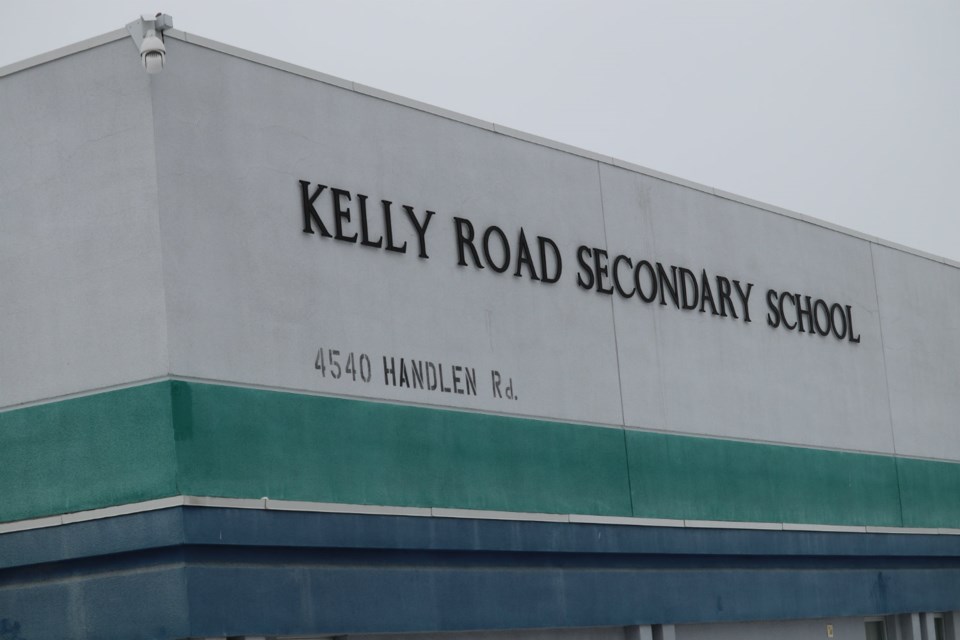 KELLY ROAD SECONDARY SCHOOL
4540 HANDLEN Rd.